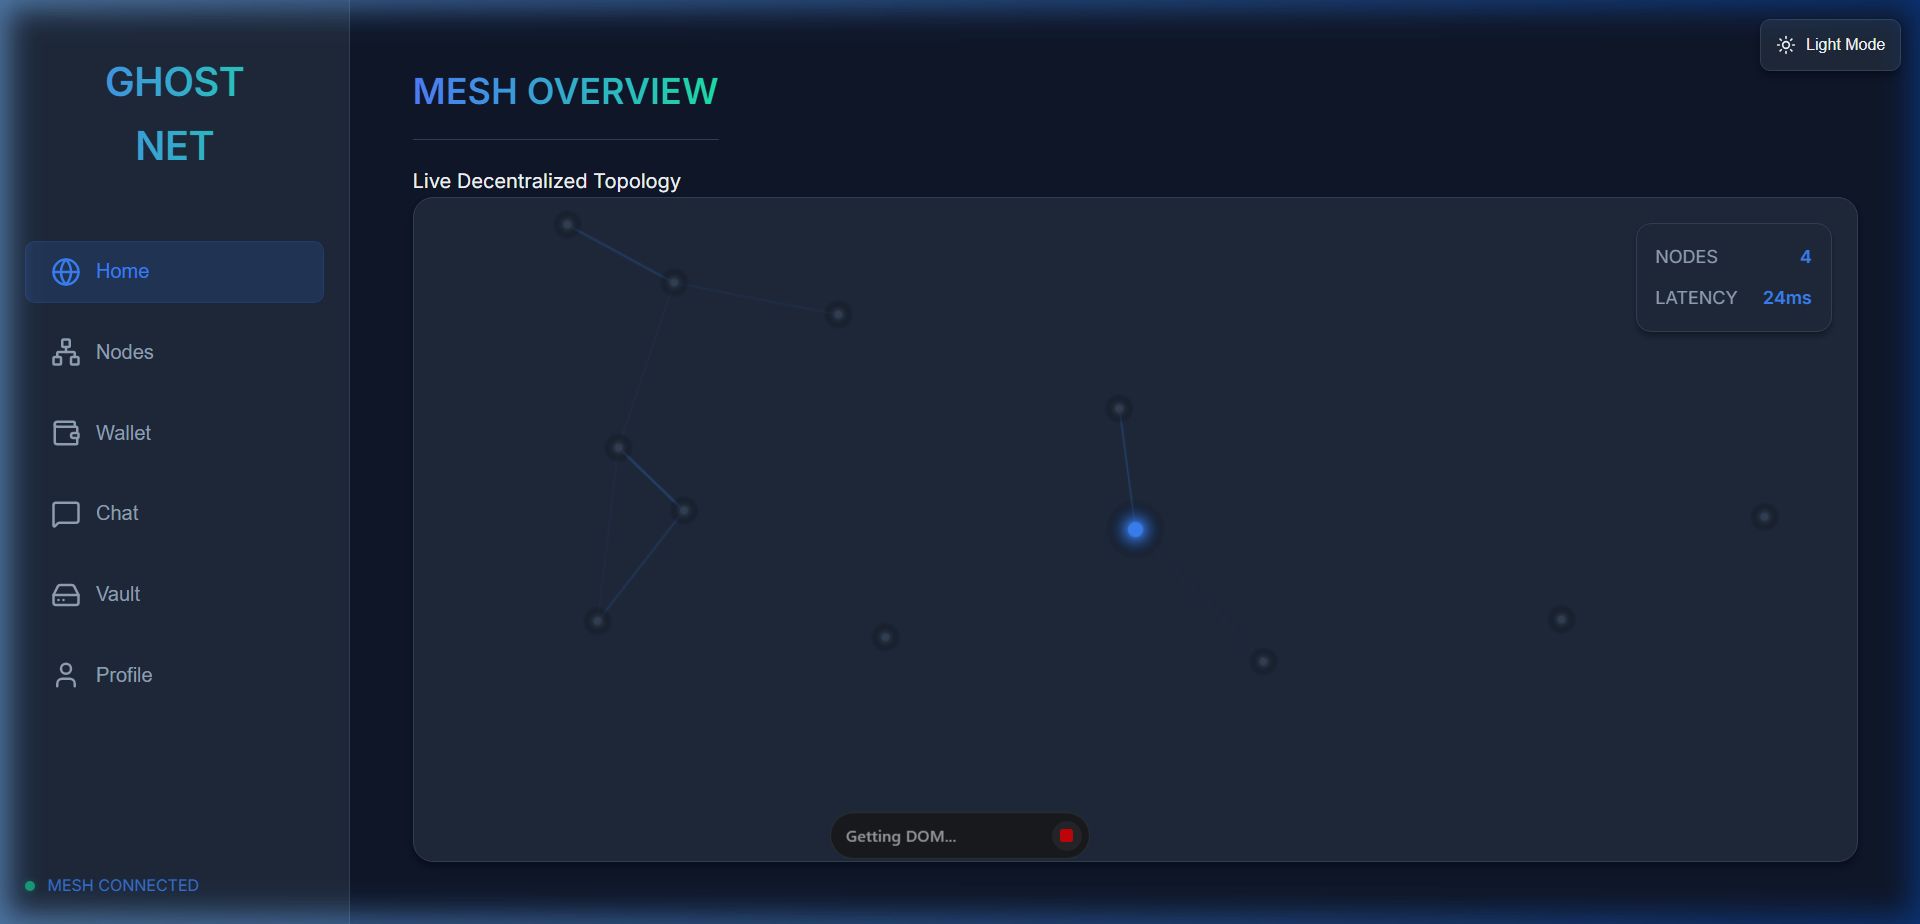 GHOST
NET
Home
Nodes
Wallet
Chat
Vault
Profile
MESH CONNECTED
Light Mode
MESH OVERVIEW
Live Decentralized Topology
NODES 4
LATENCY 24ms
Getting DOM...